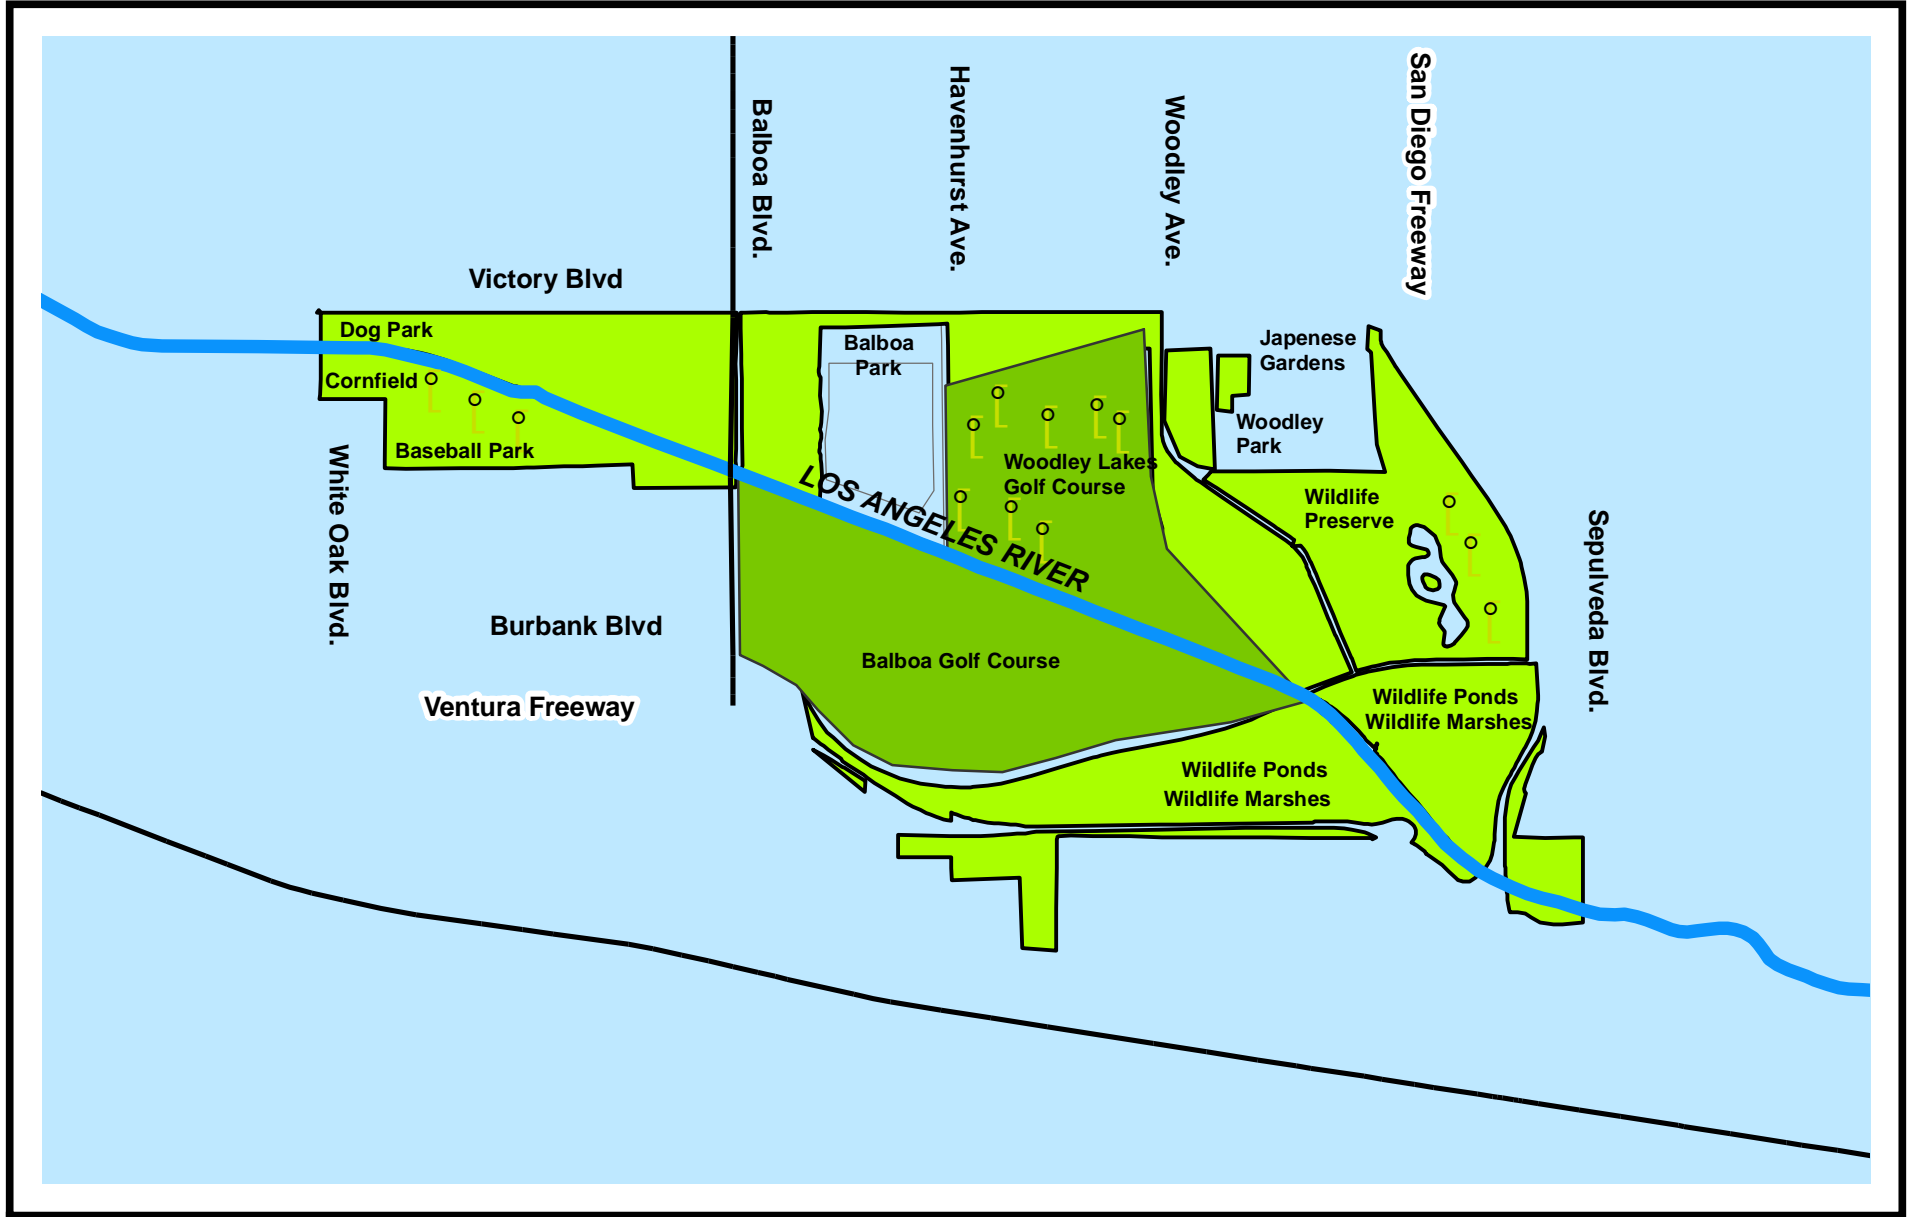 Balboa Blvd.
Havenhurst Ave.
Woodley Ave.
San Diego Freeway
Victory Blvd
Dog Park
Cornfield
Baseball Park
White Oak Blvd.
Balboa
Park
Japenese
Gardens
Woodley
Park
Woodley Lakes
Golf Course
Wildlife
Preserve
LOS ANGELES RIVER
Sepulveda Blvd.
Burbank Blvd
Balboa Golf Course
Ventura Freeway
Wildlife Ponds
Wildlife Marshes
Wildlife Ponds
Wildlife Marshes